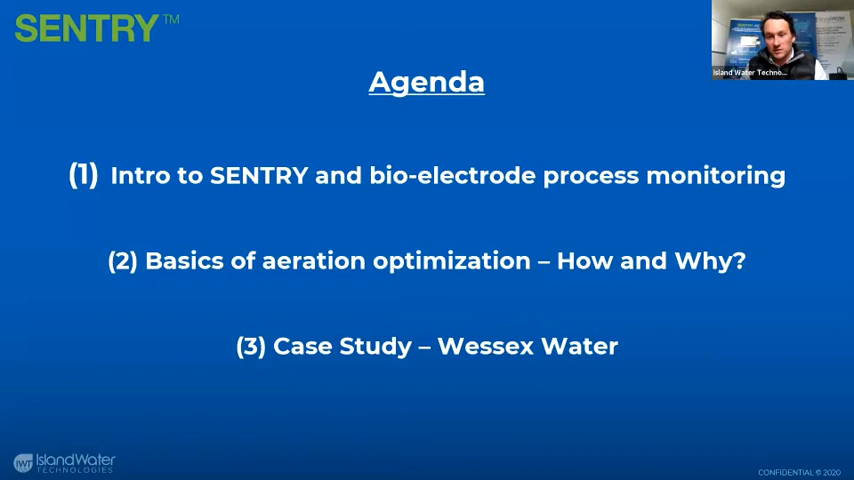 SENTRY™
Island Water Techno...
Agenda
(1) Intro to SENTRY and bio-electrode process monitoring
(2) Basics of aeration optimization – How and Why?
(3) Case Study – Wessex Water
IWT IslandWater
TECHNOLOGIES
CONFIDENTIAL © 2020